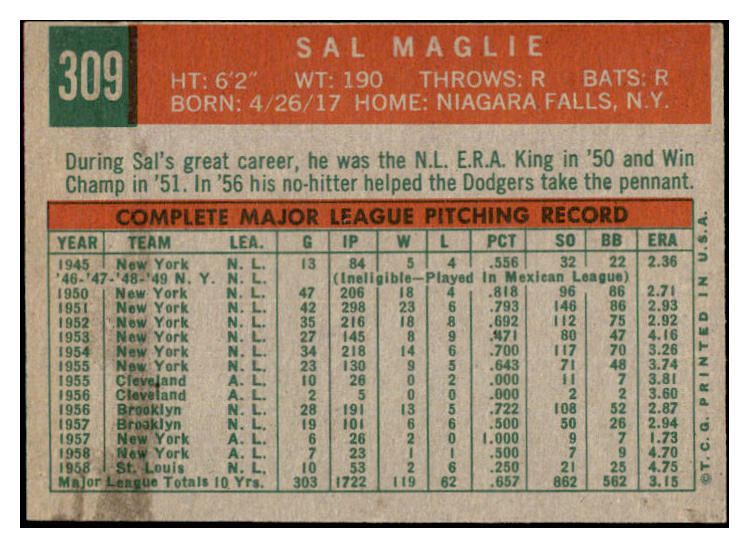 309
SAL MAGLIE
HT: 6'2" WT: 190 THROWS: R BATS: R
BORN: 4/26/17 HOME: NIAGARA FALLS, N.Y.
During Sal's great career, he was the N.L. E.R.A. King in '50 and Win
Champ in '51. In '56 his no-hitter helped the Dodgers take the pennant.
COMPLETE MAJOR LEAGUE PITCHING RECORD
YEAR TEAM LEA. G IP W L PCT SO BB ERA
1945 New York N. L. 13 84 5 4 .556 32 22 2.36
'46-'47-'48-'49 N. Y. N. L. (Ineligible—Played in Mexican League)
1950 New York N. L. 47 206 18 4 .818 96 86 2.71
1951 New York N. L. 42 298 23 6 .793 146 86 2.93
1952 New York N. L. 35 216 18 8 .692 112 75 2.92
1953 New York N. L. 27 145 8 9 .471 80 47 4.16
1954 New York N. L. 34 218 14 6 .700 117 70 3.26
1955 New York N. L. 23 130 9 5 .643 71 48 3.74
1955 Cleveland A. L. 10 26 0 2 .000 11 7 3.81
1956 Cleveland A. L. 2 5 0 0 .000 2 2 3.60
1956 Brooklyn N. L. 28 191 13 5 .722 108 52 2.87
1957 Brooklyn N. L. 19 101 6 6 .500 50 26 2.94
1957 New York A. L. 6 26 2 0 1.000 9 7 1.73
1958 New York A. L. 7 23 1 1 .500 7 9 4.70
1958 St. Louis N. L. 10 53 2 6 .250 21 25 4.75
Major League Totals 10 Yrs. 303 1722 119 62 .657 862 562 3.15
©T.C.G. PRINTED IN U.S.A.